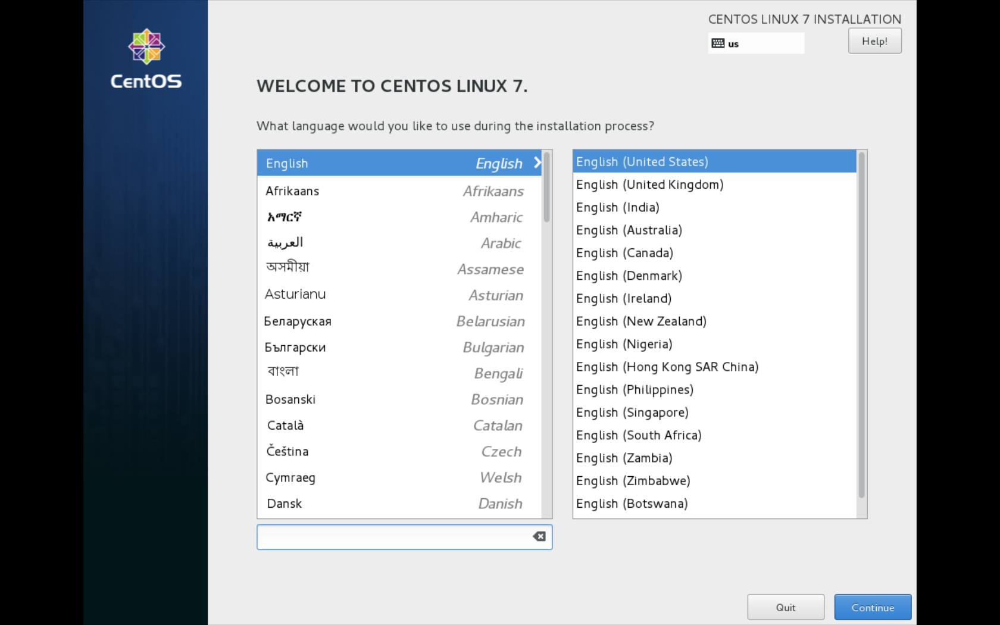 CentOS
CENTOS LINUX 7 INSTALLATION
us
Help!
WELCOME TO CENTOS LINUX 7.
What language would you like to use during the installation process?
English English
Afrikaans Afrikaans
አማርኛ Amharic
العربية Arabic
অসমীয়া Assamese
Asturianu Asturian
Беларуская Belarusian
Български Bulgarian
বাংলা Bengali
Bosanski Bosnian
Català Catalan
Čeština Czech
Cymraeg Welsh
Dansk Danish
English (United States)
English (United Kingdom)
English (India)
English (Australia)
English (Canada)
English (Denmark)
English (Ireland)
English (New Zealand)
English (Nigeria)
English (Hong Kong SAR China)
English (Philippines)
English (Singapore)
English (South Africa)
English (Zambia)
English (Zimbabwe)
English (Botswana)
Quit
Continue